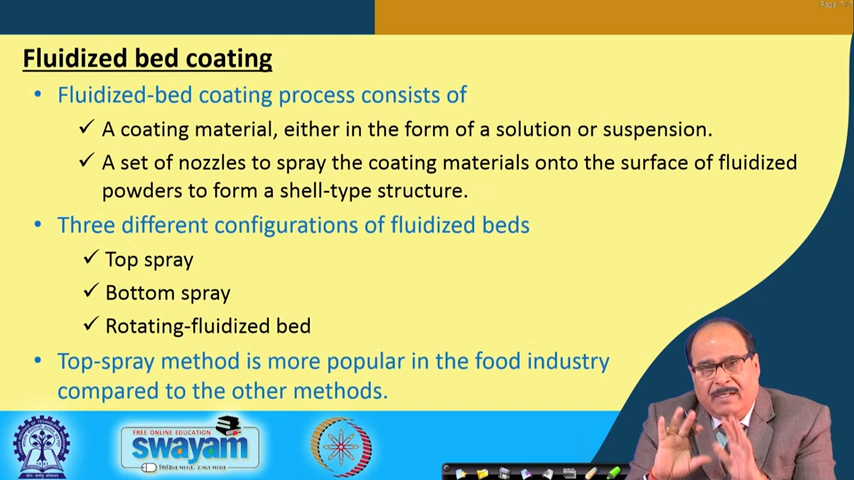 Fluidized bed coating
• Fluidized-bed coating process consists of
✓ A coating material, either in the form of a solution or suspension.
✓ A set of nozzles to spray the coating materials onto the surface of fluidized
powders to form a shell-type structure.
• Three different configurations of fluidized beds
✓ Top spray
✓ Bottom spray
✓ Rotating-fluidized bed
• Top-spray method is more popular in the food industry
compared to the other methods.
FREE ONLINE EDUCATION
swayam